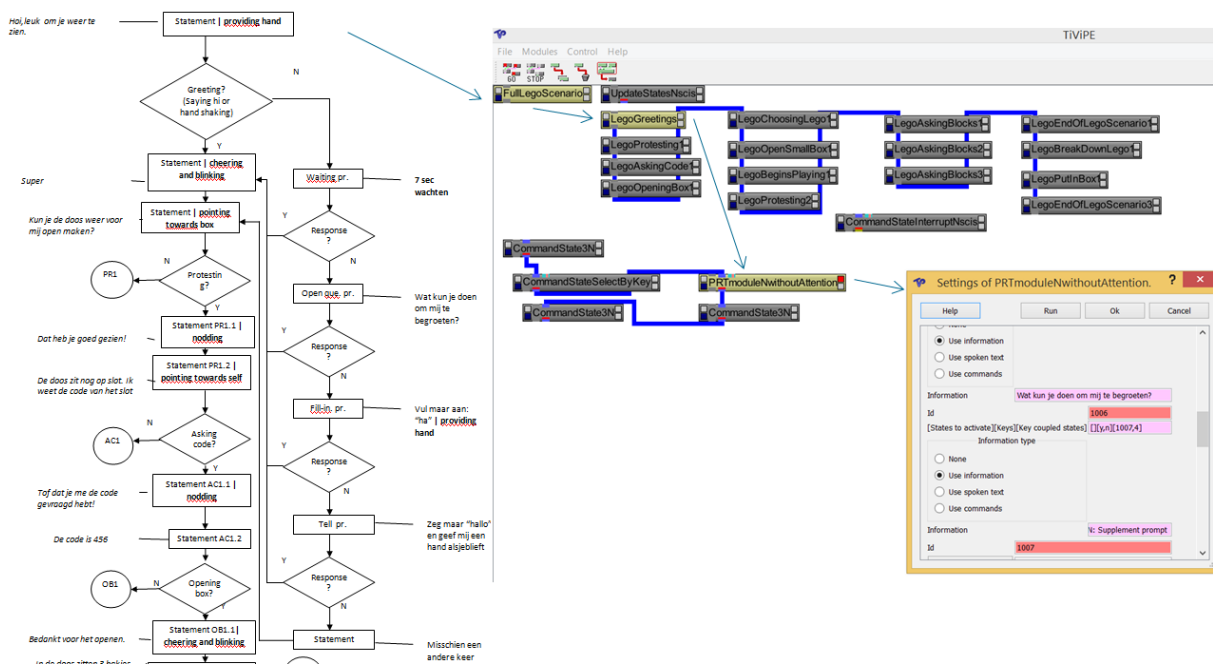 Hoi,leuk om je weer te
zien.
Statement | providing hand
N
Greeting?
(Saying hi or
hand shaking)
Y
Statement | cheering
and blinking
Super
Waiting pr.
7 sec
wachten
Statement | pointing
towards box
Kun je de doos weer voor
mij open maken?
Y
Response
?
N
N
Protestin
g?
PR1
Y
Open que. pr.
Wat kun je doen
om mij te
begroeten?
Statement PR1.1 |
nodding
Dat heb je goed gezien!
Y
Response
?
N
Statement PR1.2 |
pointing towards self
De doos zit nog op slot. ik
weet de code van het slot
Fill-in. pr.
Vul maar aan:
"ha" | providing
hand
N
Asking
code?
AC1
Y
Y
Response
?
N
Statement AC1.1 |
nodding
Tof dat je me de code
gevraagd hebt!
Tell pr.
Zeg maar "hallo"
en geef mij een
hand alsjeblieft
Statement AC1.2
De code is 456
Y
Response
?
N
N
Opening
box?
OB1
Y
Statement OB1.1|
cheering and blinking
Bedankt voor het openen.
Statement
Misschien een
andere keer
In de doos zitten 3 bakjes
TiViPE
File Modules Control Help
GO STOP
FullLegoScenario
UpdateStatesNscis
LegoGreetings
LegoProtesting1
LegoAskingCode1
LegoOpeningBox1
LegoChoosingLego1
LegoOpenSmallBox1
LegoBeginsPlaying1
LegoProtesting2
LegoAskingBlocks1
LegoAskingBlocks2
LegoAskingBlocks3
LegoEndOfLegoScenario1
LegoBreakDownLego1
LegoPutInBox1
LegoEndOfLegoScenario3
CommandStateInterruptNscis
CommandState3N
CommandStateSelectByKey
PRTmoduleNwithoutAttention
CommandState3N
CommandState3N
Settings of PRTmoduleNwithoutAttention. ? ×
Help Run Ok Cancel
None
Use information
Use spoken text
Use commands
Information Wat kun je doen om mij te begroeten?
Id 1006
[States to activate][Keys][Key coupled states] [][y,n][1007,4]
Information type
None
Use information
Use spoken text
Use commands
Information N: Supplement prompt
Id 1007